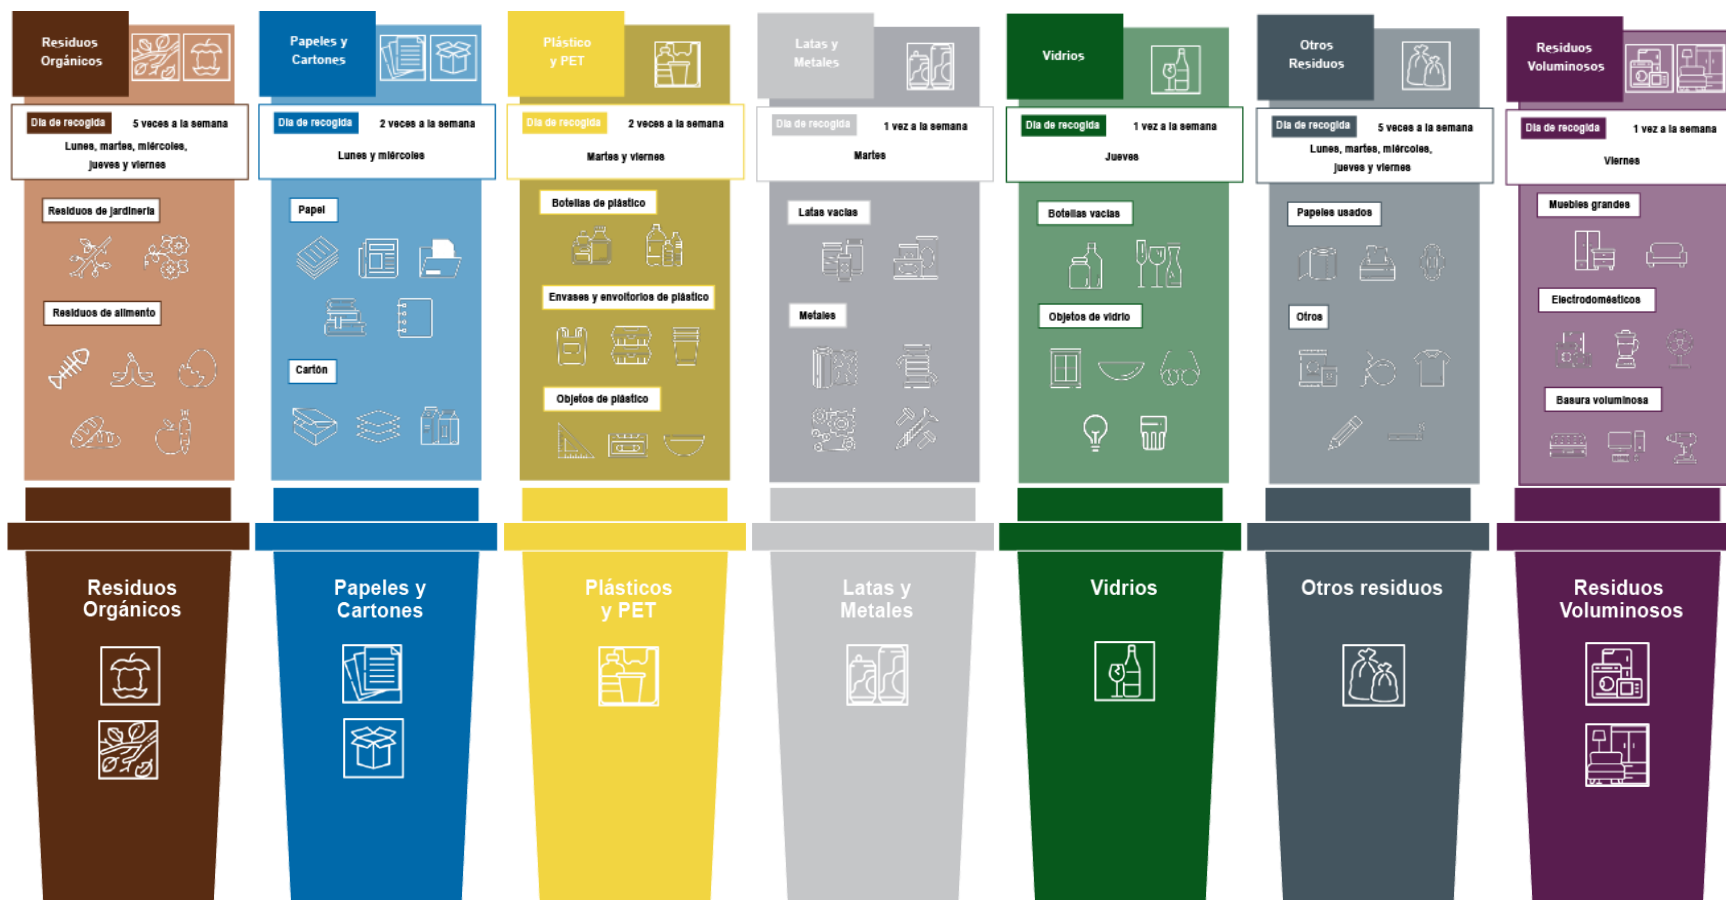 Residuos
Orgánicos
Día de recogida 5 veces a la semana
Lunes, martes, miércoles,
jueves y viernes
Residuos de jardinería
Residuos de alimento
Papeles y
Cartones
Día de recogida 2 veces a la semana
Lunes y miércoles
Papel
Cartón
Plástico
y PET
Día de recogida 2 veces a la semana
Martes y viernes
Botellas de plástico
Envases y envoltorios de plástico
Objetos de plástico
Latas y
Metales
Día de recogida 1 vez a la semana
Martes
Latas vacías
Metales
Vidrios
Día de recogida 1 vez a la semana
Jueves
Botellas vacías
Objetos de vidrio
Otros
Residuos
Día de recogida 5 veces a la semana
Lunes, martes, miércoles,
jueves y viernes
Papeles usados
Otros
Residuos
Voluminosos
Día de recogida 1 vez a la semana
Viernes
Muebles grandes
Electrodomésticos
Basura voluminosa
Residuos
Orgánicos
Papeles y
Cartones
Plásticos
y PET
Latas y
Metales
Vidrios
Otros residuos
Residuos
Voluminosos